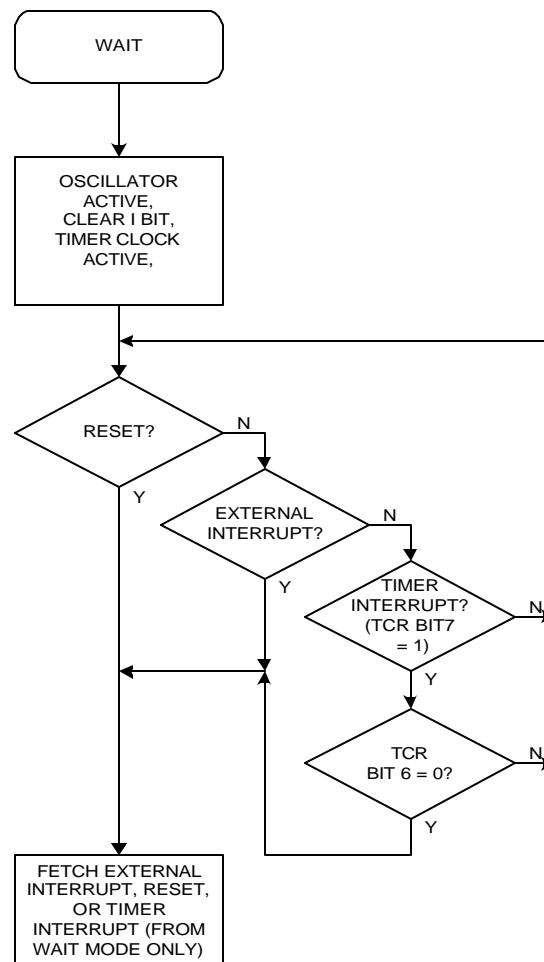 WAIT
OSCILLATOR
ACTIVE,
CLEAR I BIT,
TIMER CLOCK
ACTIVE,
RESET?
N
Y
EXTERNAL
INTERRUPT?
N
Y
TIMER
INTERRUPT?
(TCR BIT7
= 1)
N
Y
TCR
BIT 6 = 0?
N
Y
FETCH EXTERNAL
INTERRUPT, RESET,
OR TIMER
INTERRUPT (FROM
WAIT MODE ONLY)